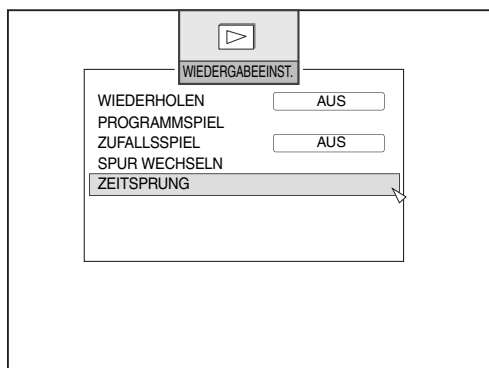 WIEDERGABEEINST.
WIEDERHOLEN AUS
PROGRAMMSPIEL
ZUFALLSSPIEL AUS
SPUR WECHSELN
ZEITSPRUNG